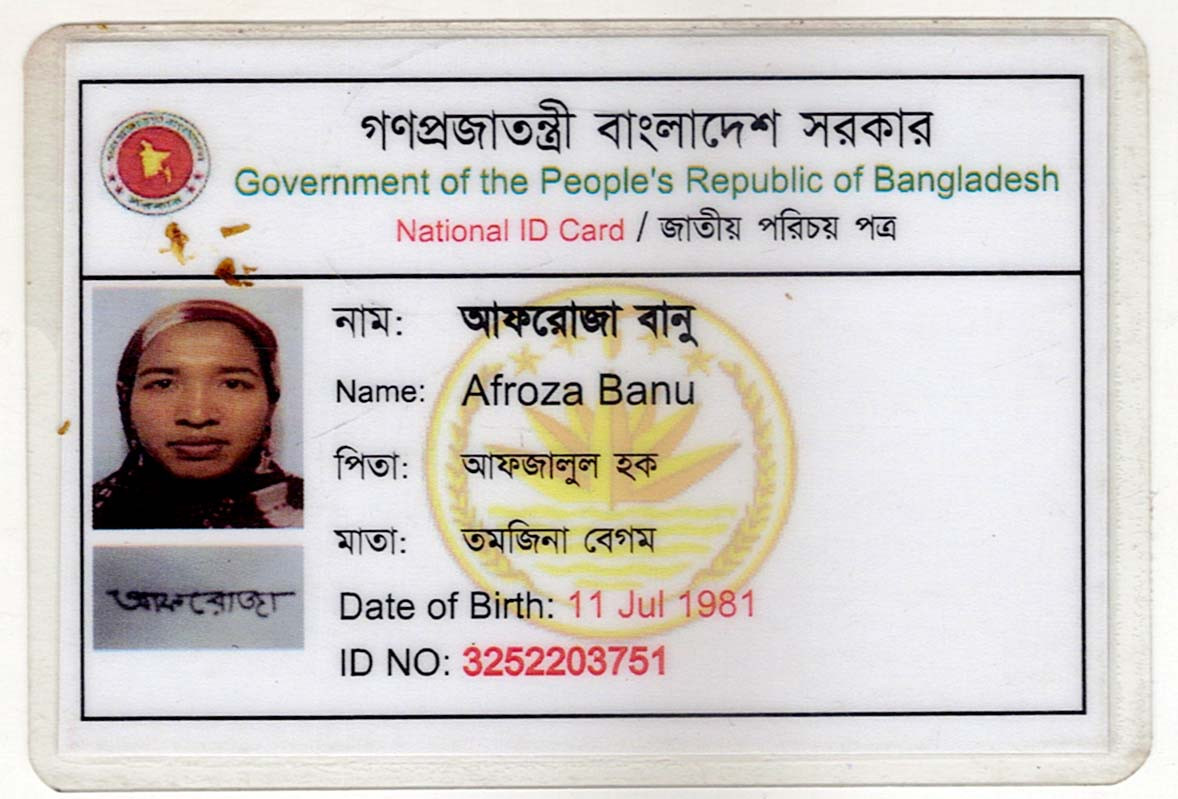 গণপ্রজাতন্ত্রী বাংলাদেশ সরকার
Government of the People's Republic of Bangladesh
National ID Card / জাতীয় পরিচয় পত্র
নাম: আফরোজা বানু
Name: Afroza Banu
পিতা: আফজালুল হক
মাতা: তমজিনা বেগম
Date of Birth: 11 Jul 1981
ID NO: 3252203751
আফরোজা